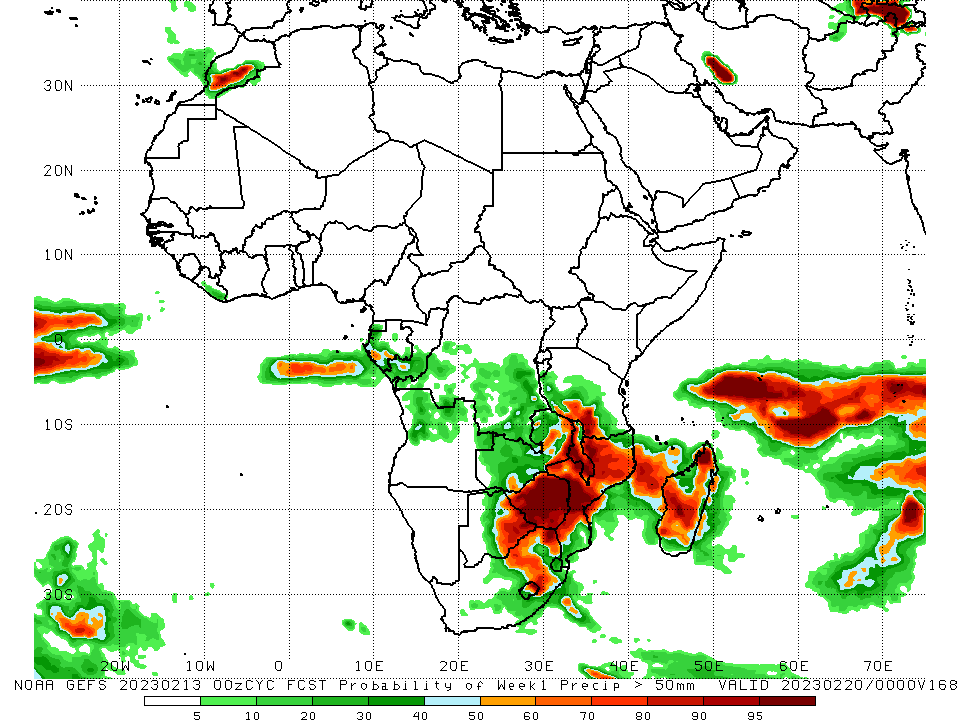 30N
20N
10N
0
10S
20S
30S
20W 10W 0 10E 20E 30E 40E 50E 60E 70E
NOAA GEFS 20230213 00zCYC FCST Probability of Week1 Precip > 50mm VALID 20230220/0000V168
5 10 20 30 40 50 60 70 80 90 95